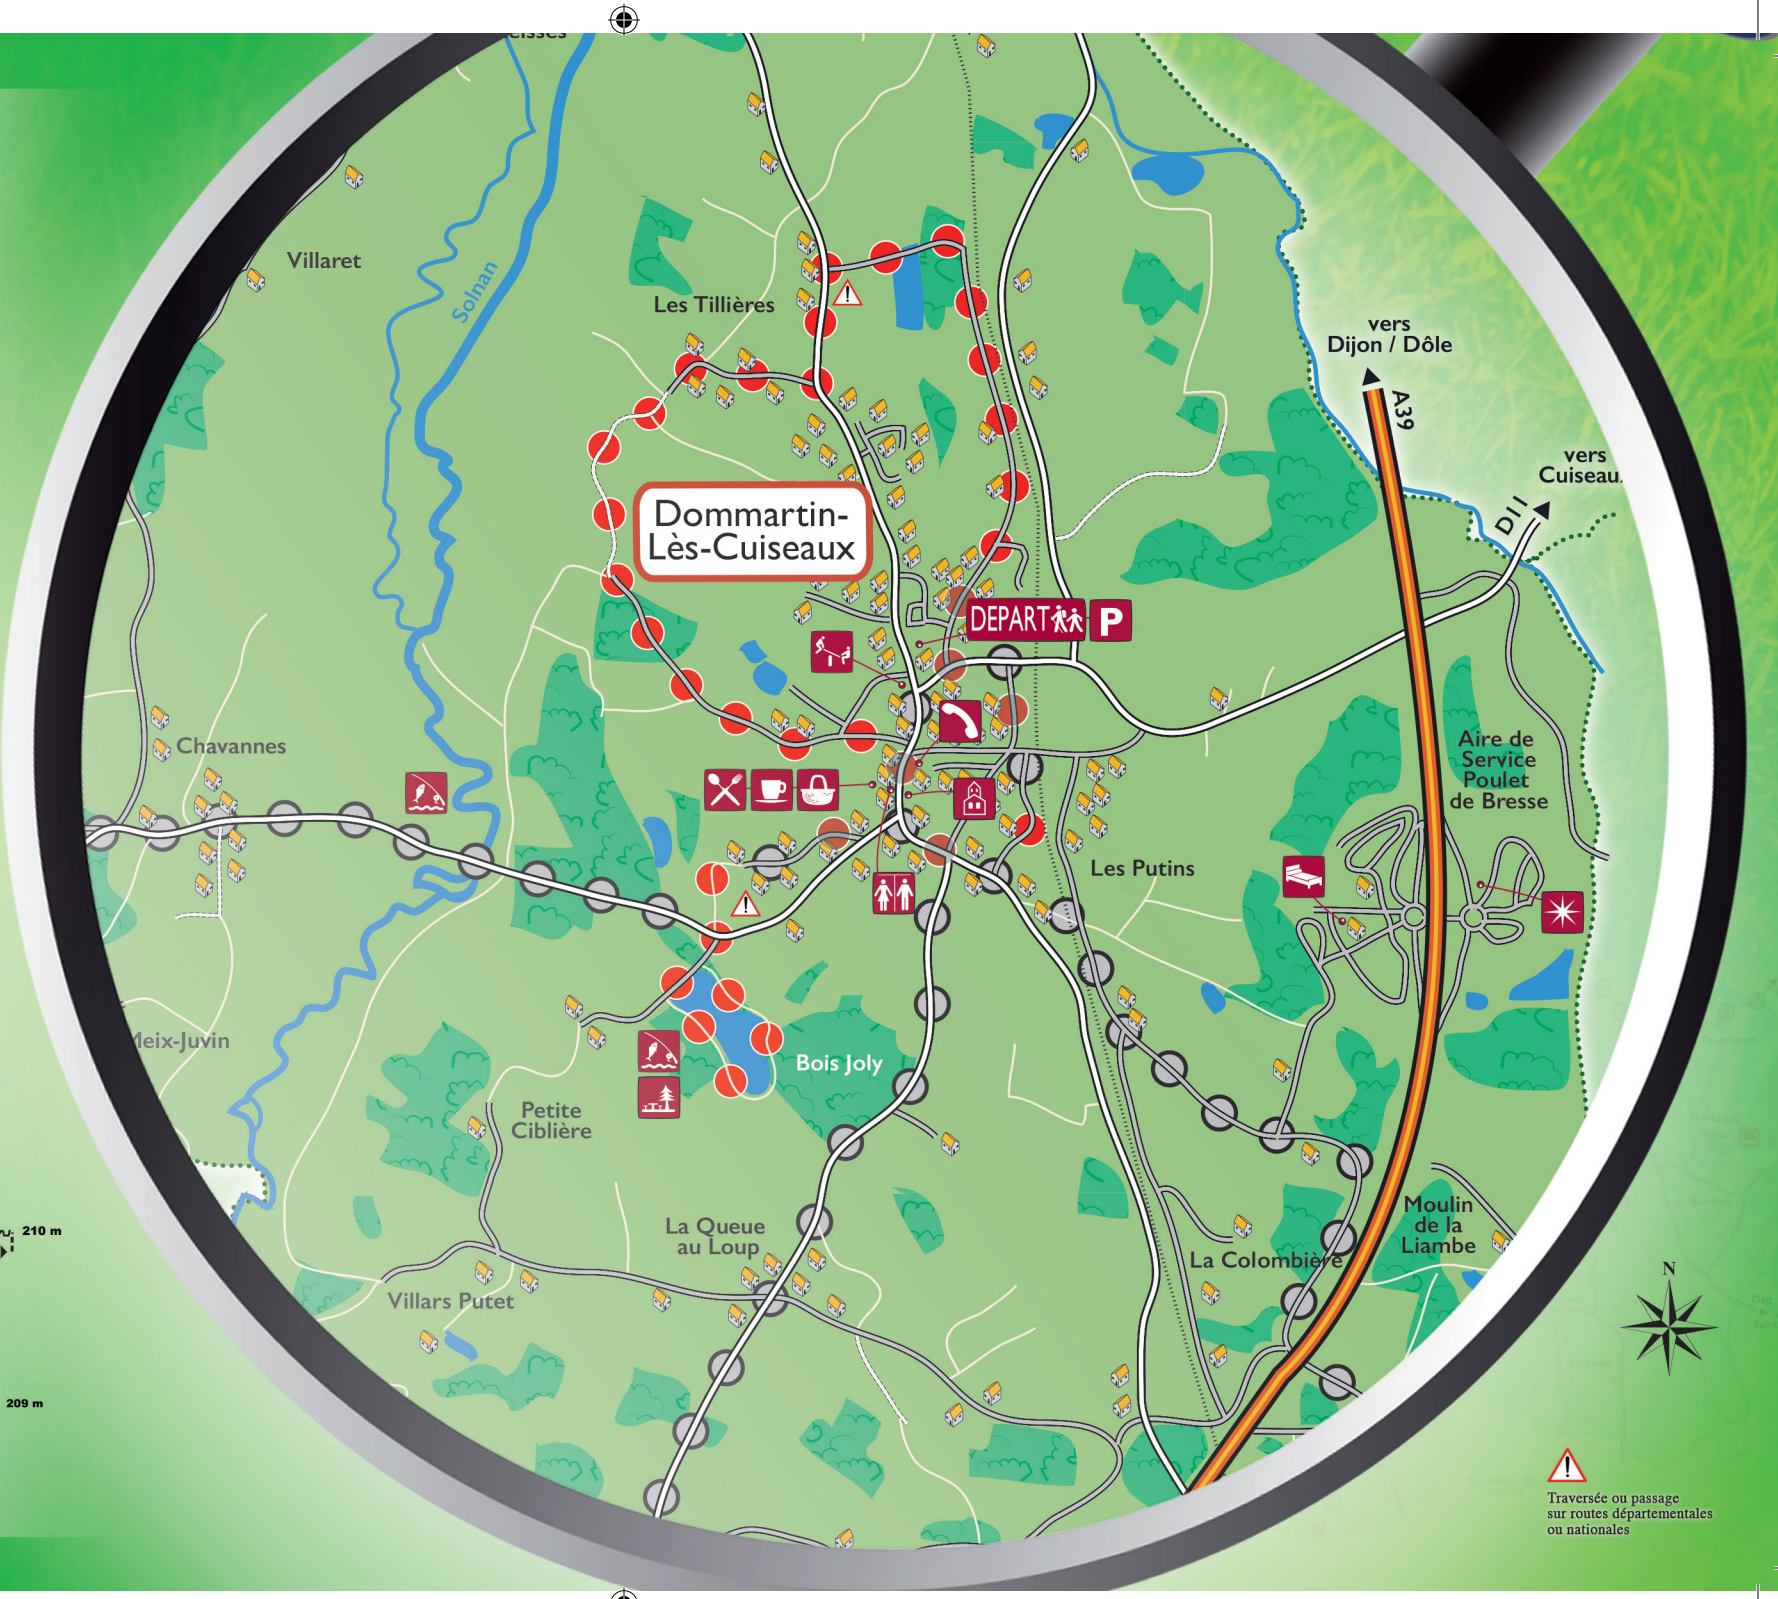 Villaret
Solnan
Les Tillières
vers
Dijon / Dôle
A39
vers
D11
Dommartin-
Lès-Cuiseaux
DEPART
P
Chavannes
Aire de
Service
Poulet
de Bresse
Les Putins
Meix-Juvin
Bois Joly
Petite
Ciblière
La Queue
au Loup
Moulin
de la
Liambe
La Colombière
210 m
Villars Putet
N
209 m
!
!
!
Traversée ou passage
sur routes départementales
ou nationales